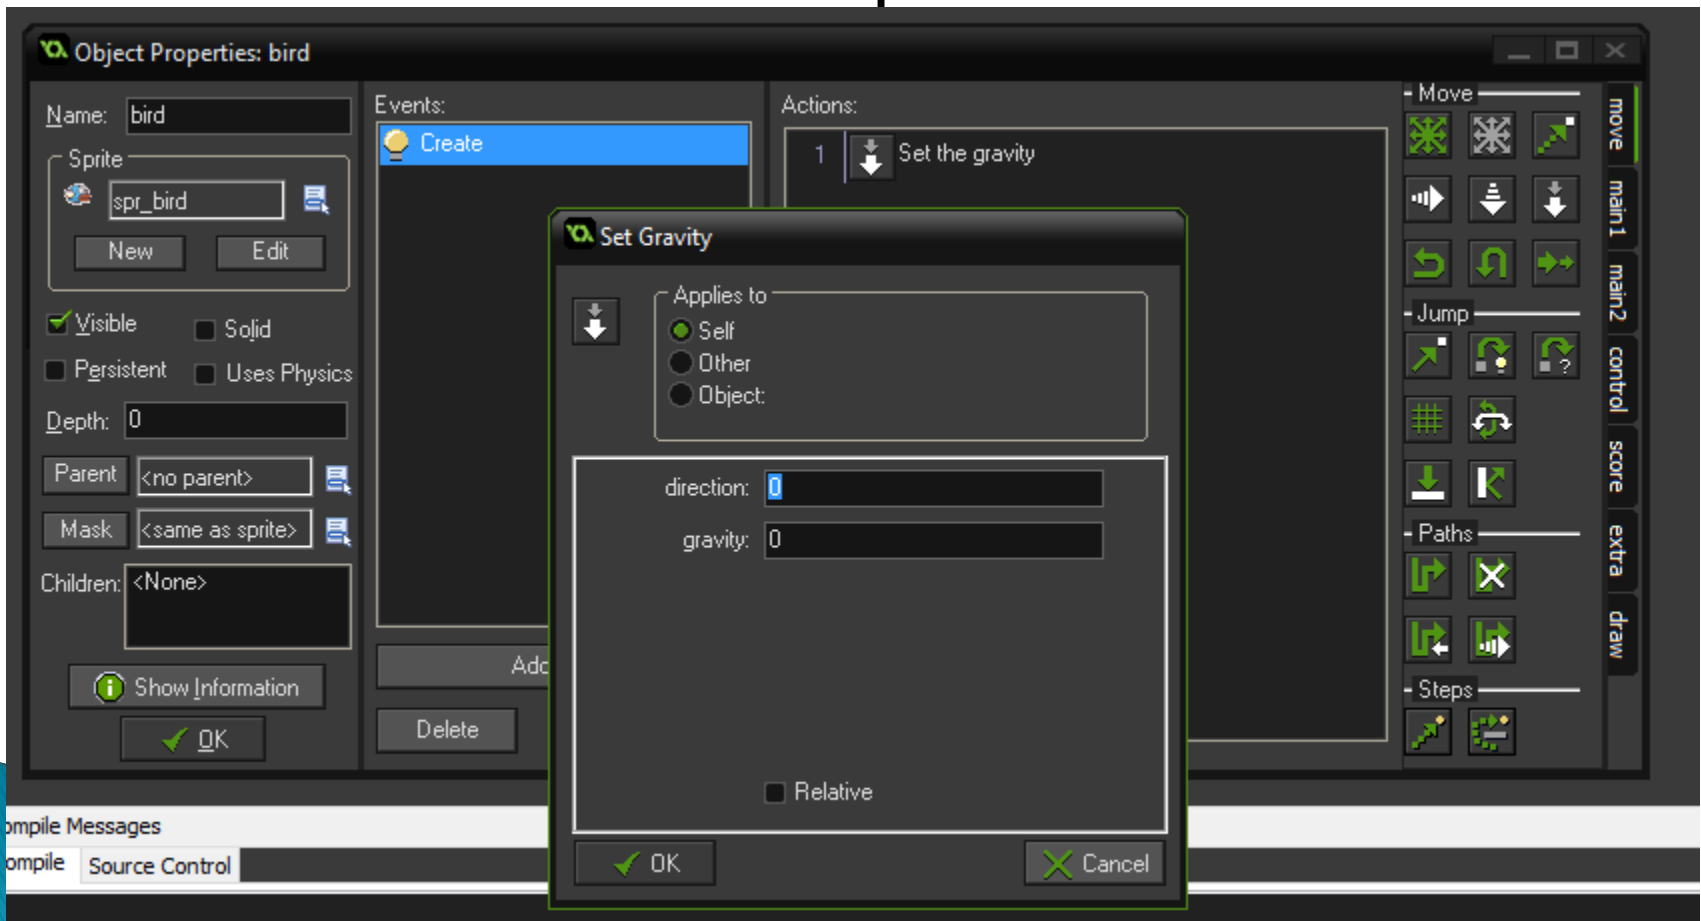 Object Properties: bird
Name: bird
Sprite
spr_bird
New Edit
Visible Solid
Persistent Uses Physics
Depth: 0
Parent <no parent>
Mask <same as sprite>
Children: <None>
Show Information
OK
Events:
Create
Delete
Actions:
1 Set the gravity
Set Gravity
Applies to
Self
Other
Object:
direction: 0
gravity: 0
Relative
OK Cancel
Move
Jump
Paths
Steps
move
main1
main2
control
score
extra
draw
ompile Messages
ompile Source Control